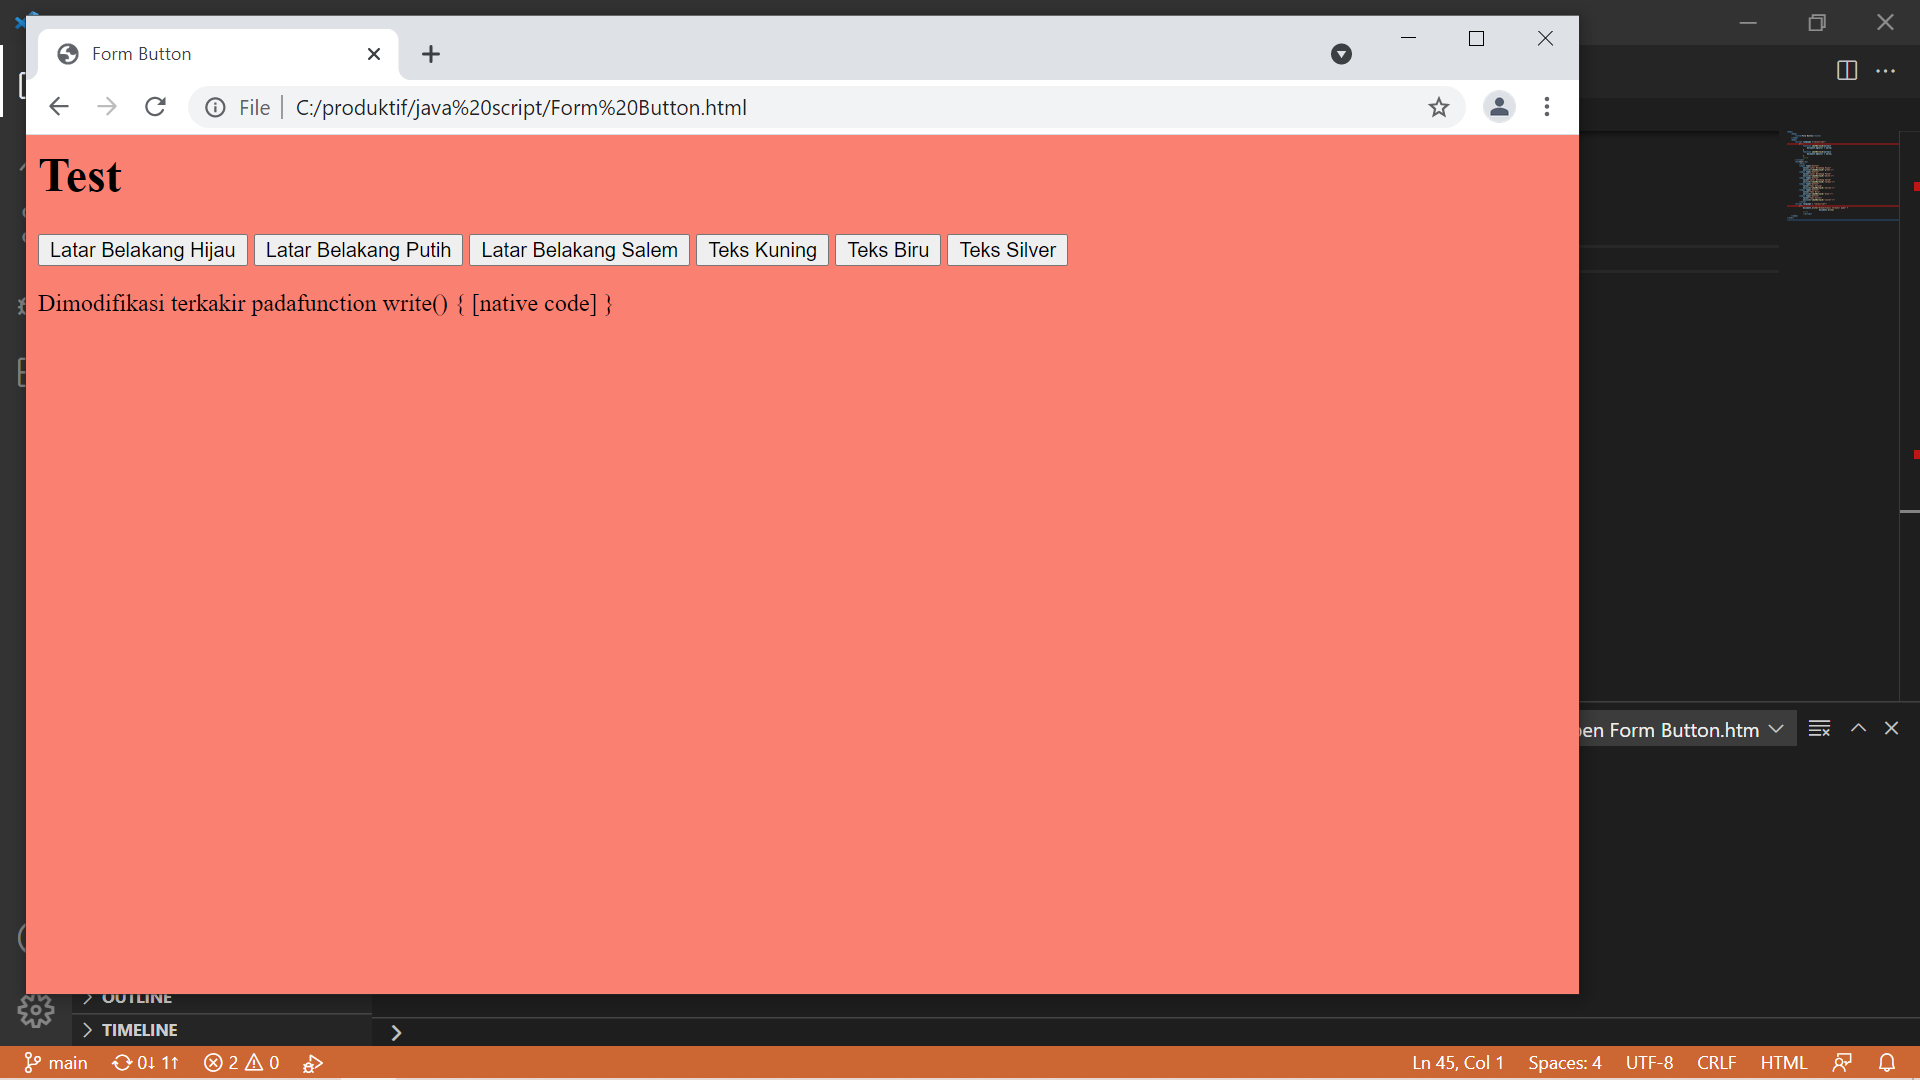 Form Button
File
C:/produktif/java%20script/Form%20Button.html
Test
Latar Belakang Hijau
Latar Belakang Putih
Latar Belakang Salem
Teks Kuning
Teks Biru
Teks Silver
Dimodifikasi terkakir padafunction write() { [native code] }
en Form Button.htm
OUTLINE
TIMELINE
main 0↓ 1↑ 2 0 Ln 45, Col 1 Spaces: 4 UTF-8 CRLF HTML